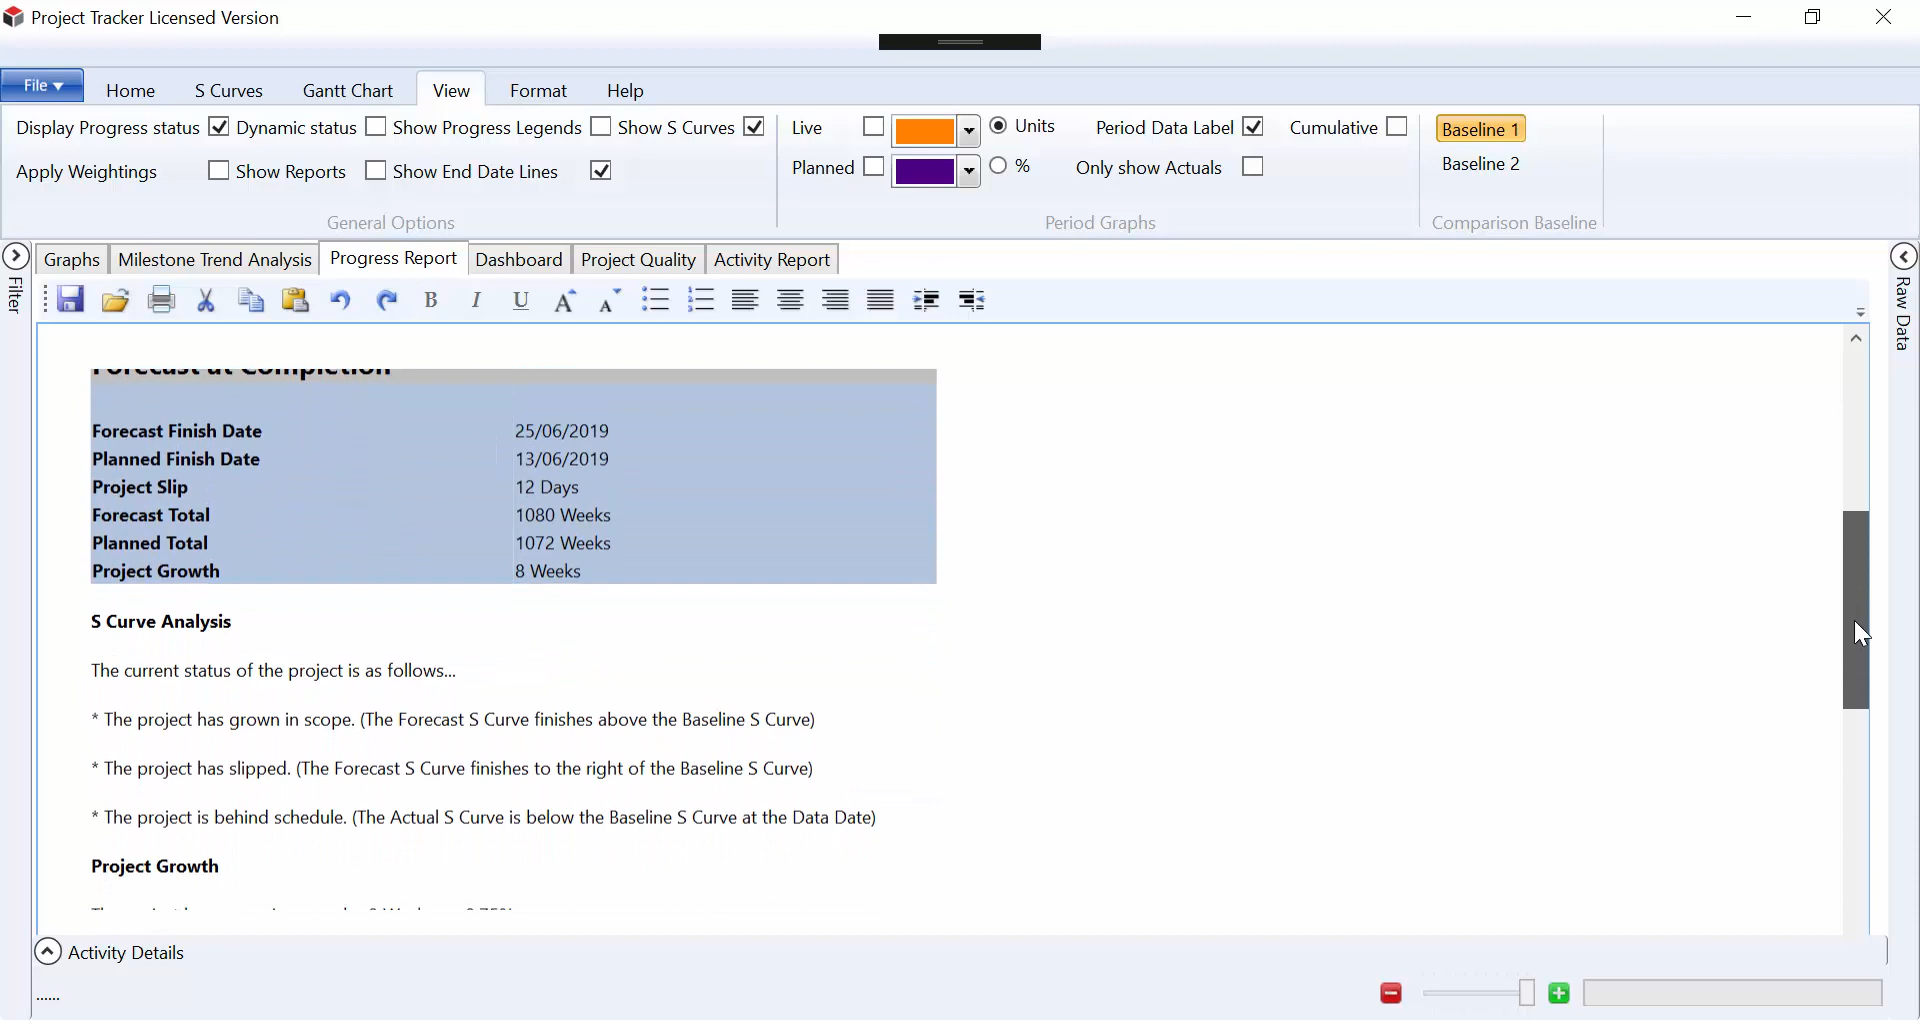 Project Tracker Licensed Version
File Home S Curves Gantt Chart View Format Help
Display Progress status Dynamic status Show Progress Legends Show S Curves Live Units Period Data Label Cumulative Baseline 1
Apply Weightings Show Reports Show End Date Lines Planned % Only show Actuals Baseline 2
General Options Period Graphs Comparison Baseline
Graphs Milestone Trend Analysis Progress Report Dashboard Project Quality Activity Report
Filter
Raw Data
B I U A A
Forecast at Completion
Forecast Finish Date 25/06/2019
Planned Finish Date 13/06/2019
Project Slip 12 Days
Forecast Total 1080 Weeks
Planned Total 1072 Weeks
Project Growth 8 Weeks
S Curve Analysis
The current status of the project is as follows...
* The project has grown in scope. (The Forecast S Curve finishes above the Baseline S Curve)
* The project has slipped. (The Forecast S Curve finishes to the right of the Baseline S Curve)
* The project is behind schedule. (The Actual S Curve is below the Baseline S Curve at the Data Date)
Project Growth
Activity Details
......